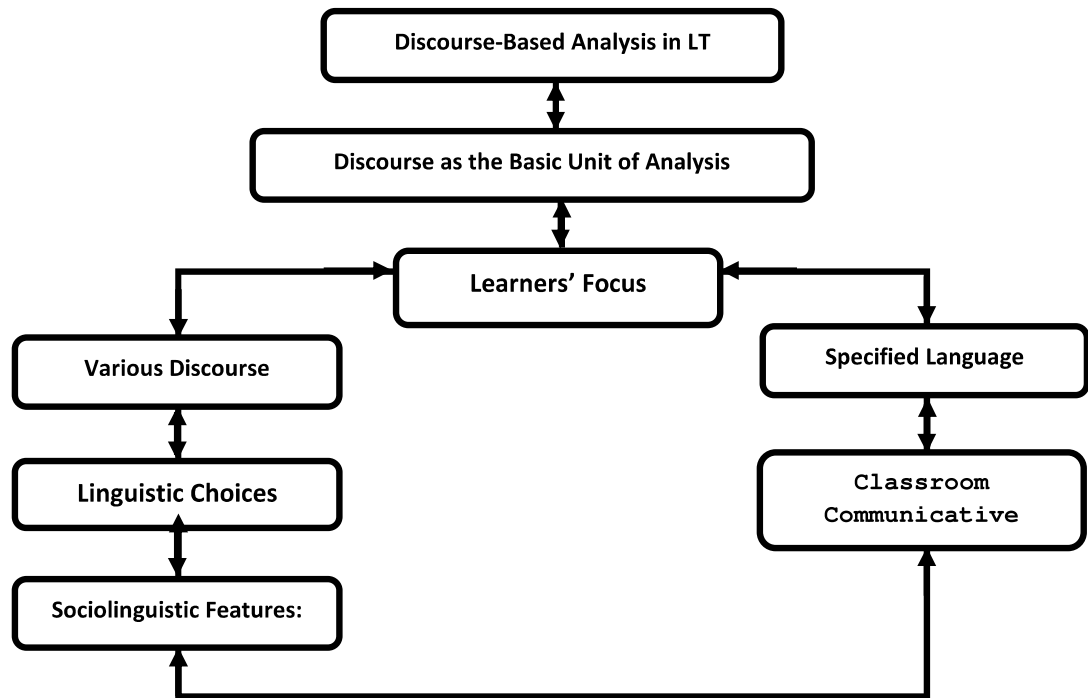 Discourse-Based Analysis in LT
Discourse as the Basic Unit of Analysis
Learners’ Focus
Various Discourse
Specified Language
Linguistic Choices
Classroom
Communicative
Sociolinguistic Features: